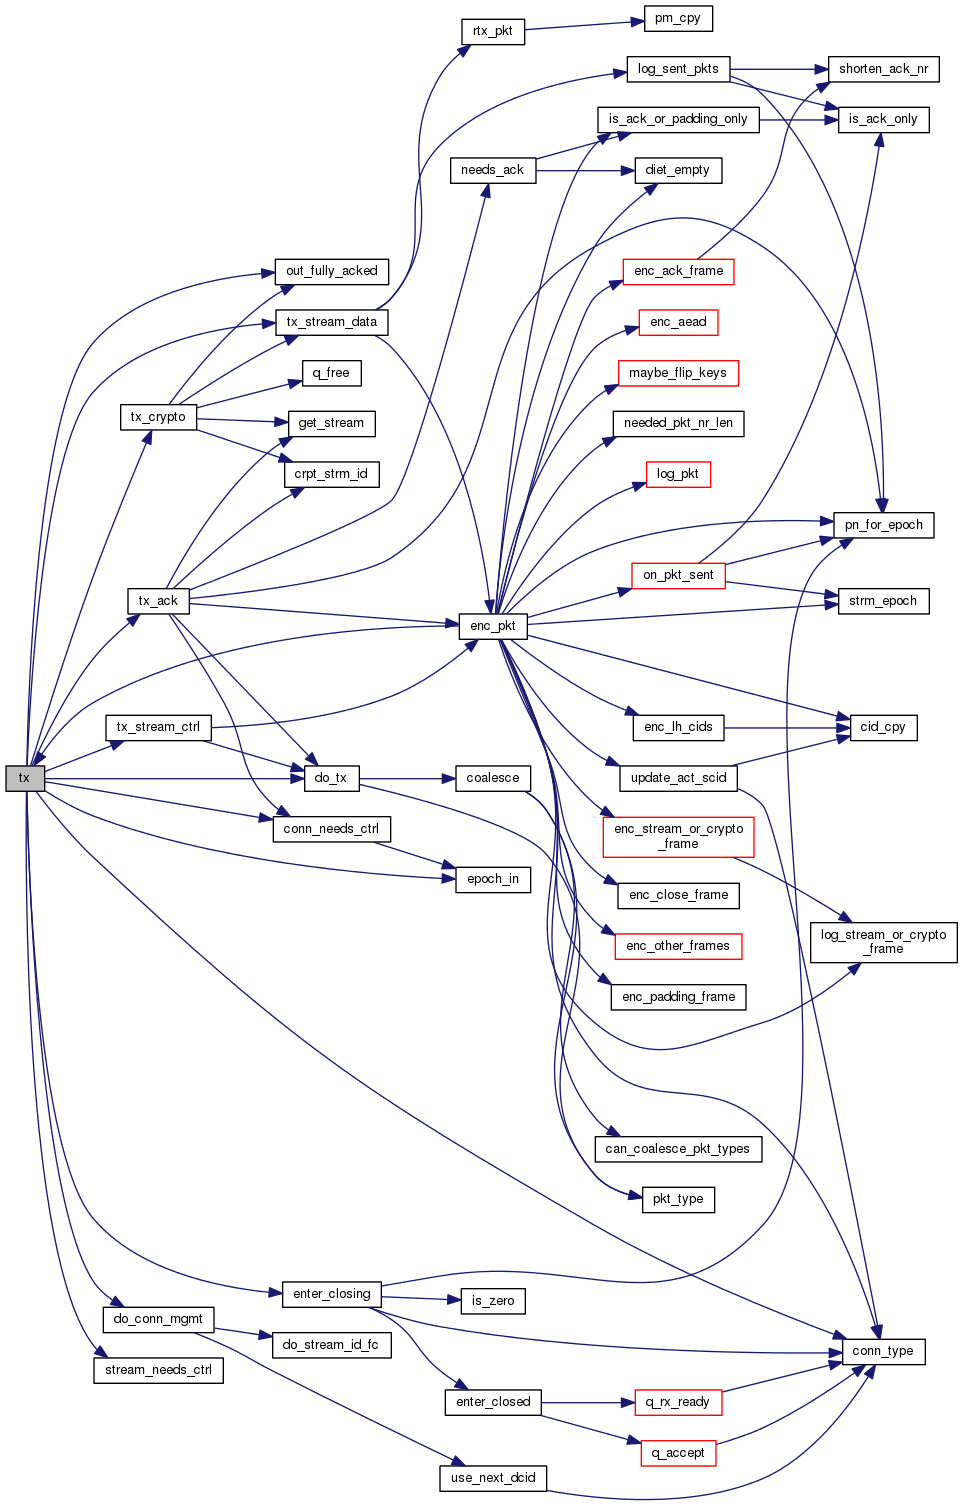 pm_cpy
rtx_pkt
log_sent_pkts
shorten_ack_nr
is_ack_or_padding_only
is_ack_only
needs_ack
diet_empty
out_fully_acked
enc_ack_frame
tx_stream_data
enc_aead
q_free
maybe_flip_keys
tx_crypto
get_stream
needed_pkt_nr_len
crpt_strm_id
log_pkt
pn_for_epoch
on_pkt_sent
tx_ack
strm_epoch
enc_pkt
tx_stream_ctrl
enc_lh_cids
cid_cpy
tx
do_tx
coalesce
update_act_scid
conn_needs_ctrl
enc_stream_or_crypto
_frame
epoch_in
enc_close_frame
log_stream_or_crypto
_frame
enc_other_frames
enc_padding_frame
can_coalesce_pkt_types
pkt_type
enter_closing
is_zero
do_conn_mgmt
do_stream_id_fc
conn_type
stream_needs_ctrl
enter_closed
q_rx_ready
q_accept
use_next_dcid